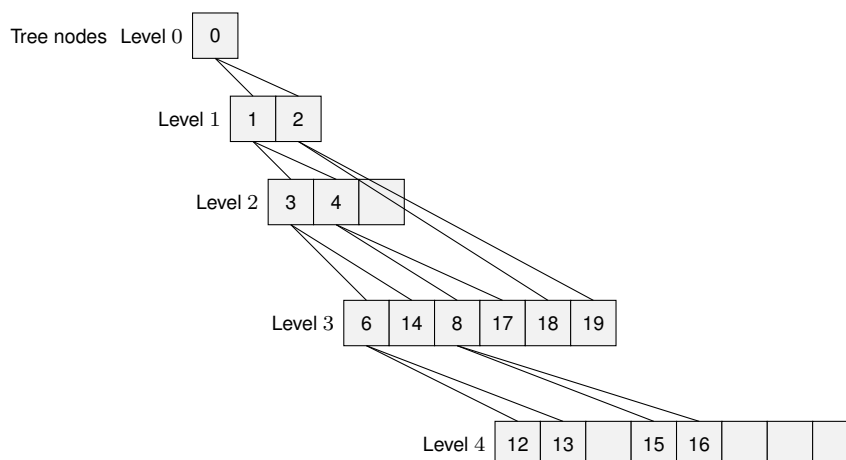 Tree nodes Level 0 0
Level 1 1 2
Level 2 3 4
Level 3 6 14 8 17 18 19
Level 4 12 13 15 16